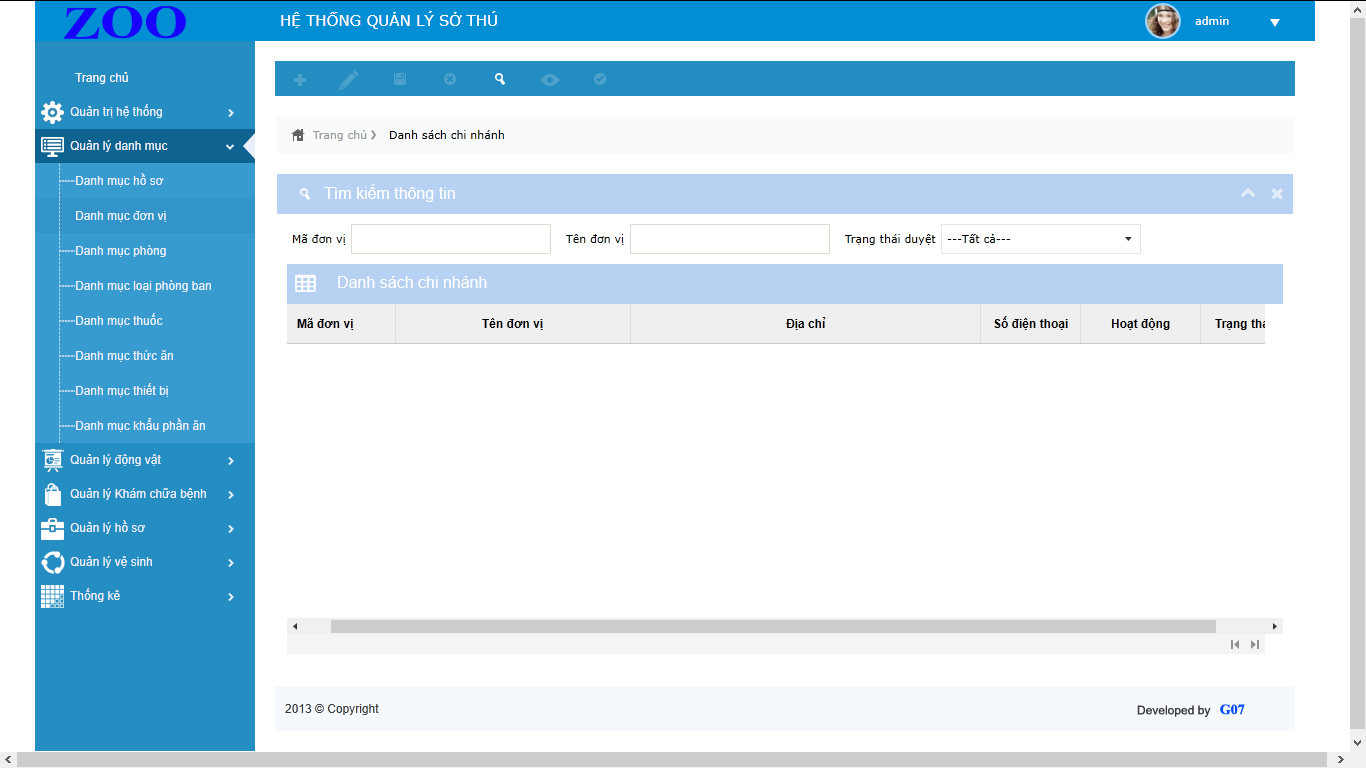 ZOO
HỆ THỐNG QUẢN LÝ SỞ THÚ
admin
Trang chủ
Quản trị hệ thống
Quản lý danh mục
Danh mục hồ sơ
Danh mục đơn vị
Danh mục phòng
Danh mục loại phòng ban
Danh mục thuốc
Danh mục thức ăn
Danh mục thiết bị
Danh mục khẩu phần ăn
Quản lý động vật
Quản lý Khám chữa bệnh
Quản lý hồ sơ
Quản lý vệ sinh
Thống kê
Trang chủ Danh sách chi nhánh
Tìm kiếm thông tin
Mã đơn vị Tên đơn vị Trạng thái duyệt ---Tất cả---
Danh sách chi nhánh
Mã đơn vị Tên đơn vị Địa chỉ Số điện thoại Hoạt động Trạng thá
2013 © Copyright
Developed by G07